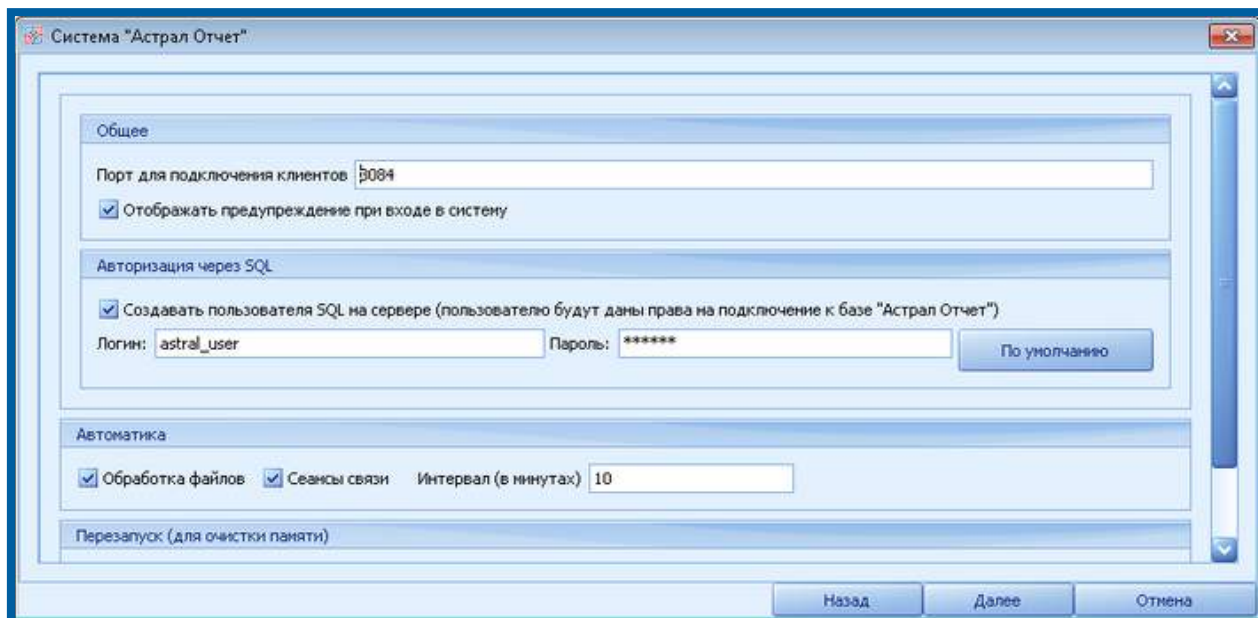 Система "Астрал Отчет"
Общее
Порт для подключения клиентов 3084
Отображать предупреждение при входе в систему
Авторизация через SQL
Создавать пользователя SQL на сервере (пользователю будут даны права на подключение к базе "Астрал Отчет")
Логин: astral_user Пароль: ****** По умолчанию
Автоматика
Обработка файлов Сеансы связи Интервал (в минутах) 10
Перезапуск (для очистки памяти)
Назад Далее Отмена